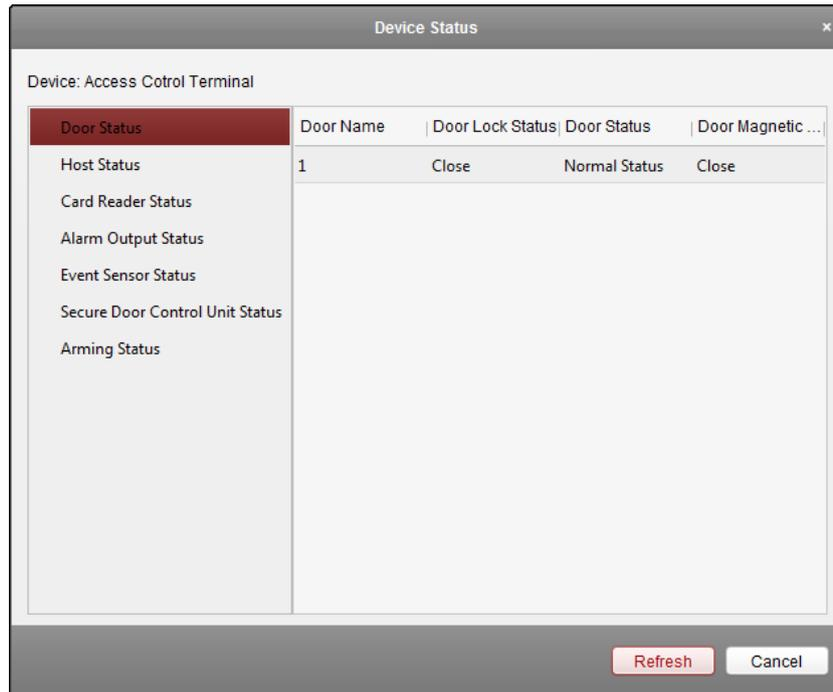 Device Status
×
Device: Access Cotrol Terminal
Door Status
Host Status
Card Reader Status
Alarm Output Status
Event Sensor Status
Secure Door Control Unit Status
Arming Status
Door Name Door Lock Status Door Status Door Magnetic ...
1 Close Normal Status Close
Refresh Cancel